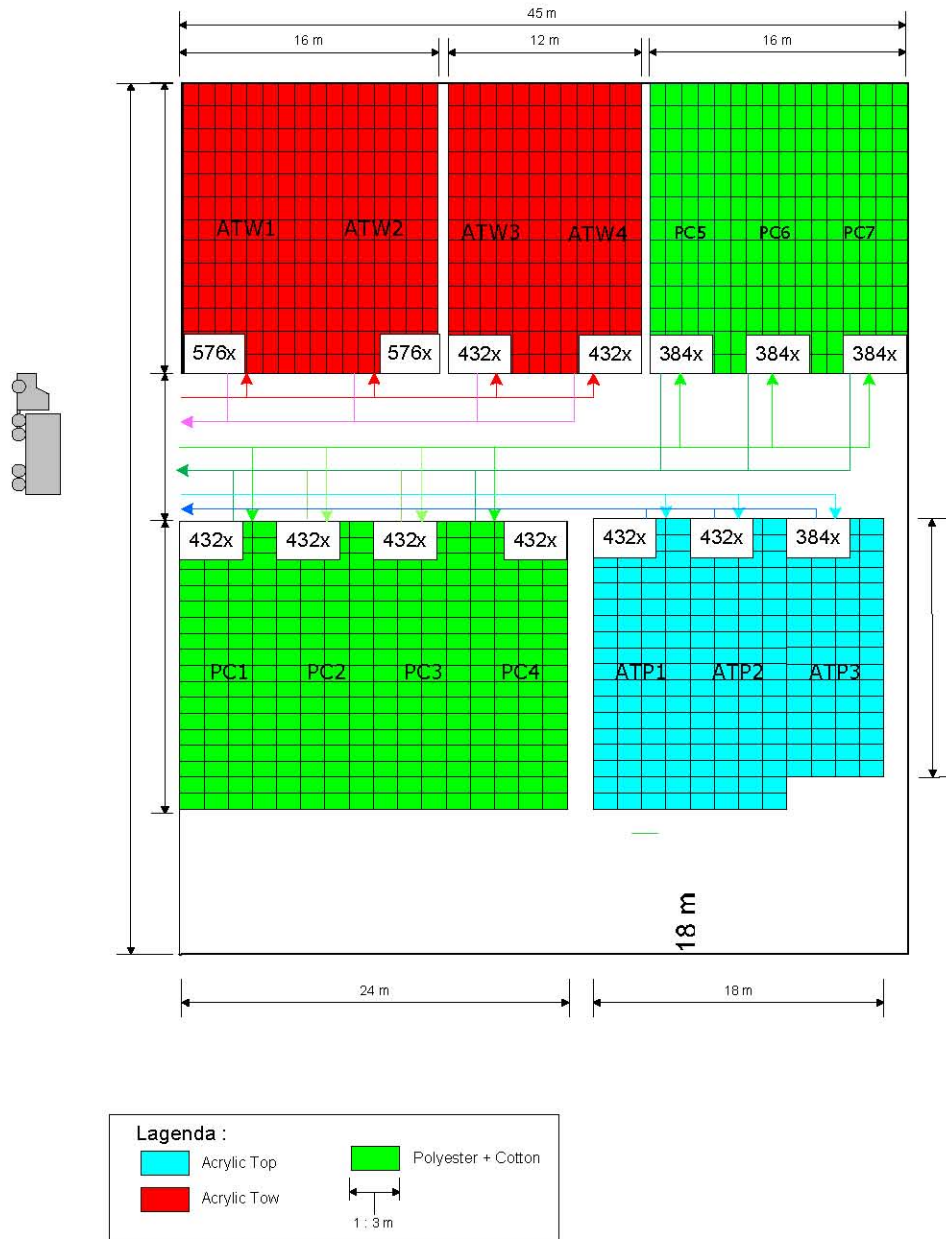 45 m
16 m
12 m
16 m
ATW1
ATW2
ATW3
ATW4
PC5
PC6
PC7
576x
576x
432x
432x
384x
384x
384x
432x
432x
432x
432x
432x
432x
384x
PC1
PC2
PC3
PC4
ATP1
ATP2
ATP3
18 m
24 m
18 m
Lagenda :
Acrylic Top
Polyester + Cotton
Acrylic Tow
1 : 3 m